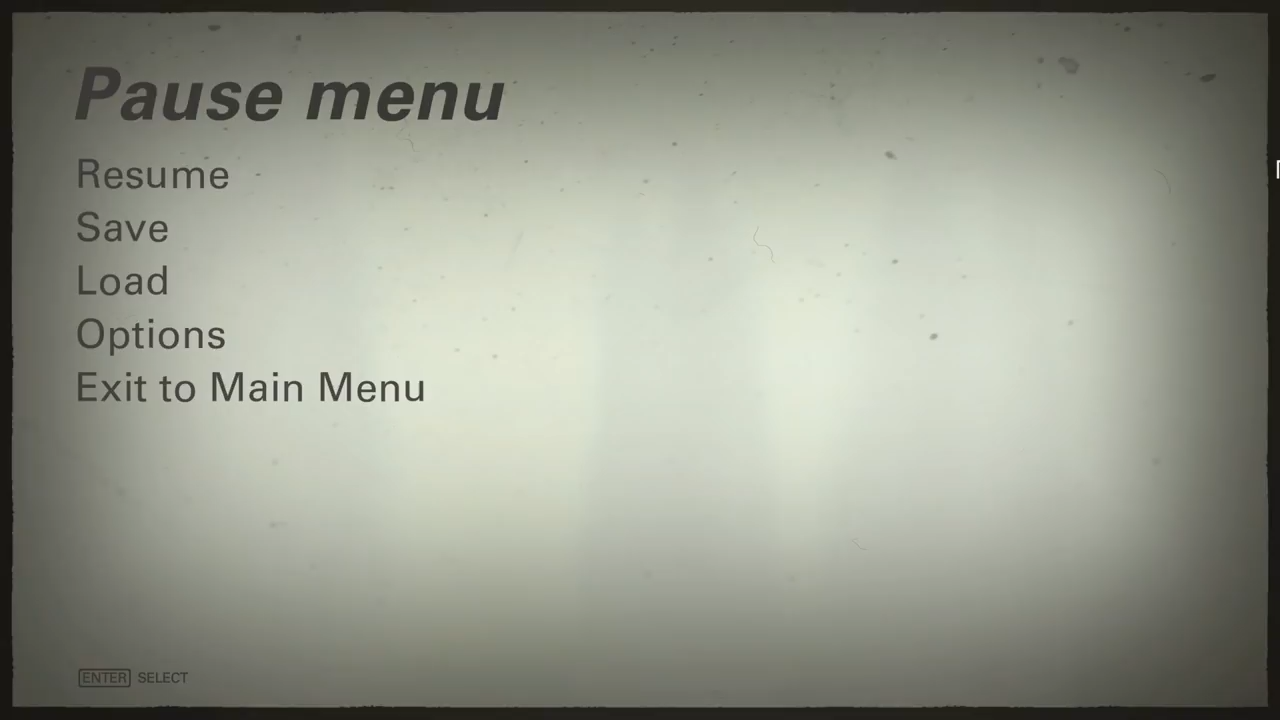 Pause menu
Resume
Save
Load
Options
Exit to Main Menu
ENTER SELECT